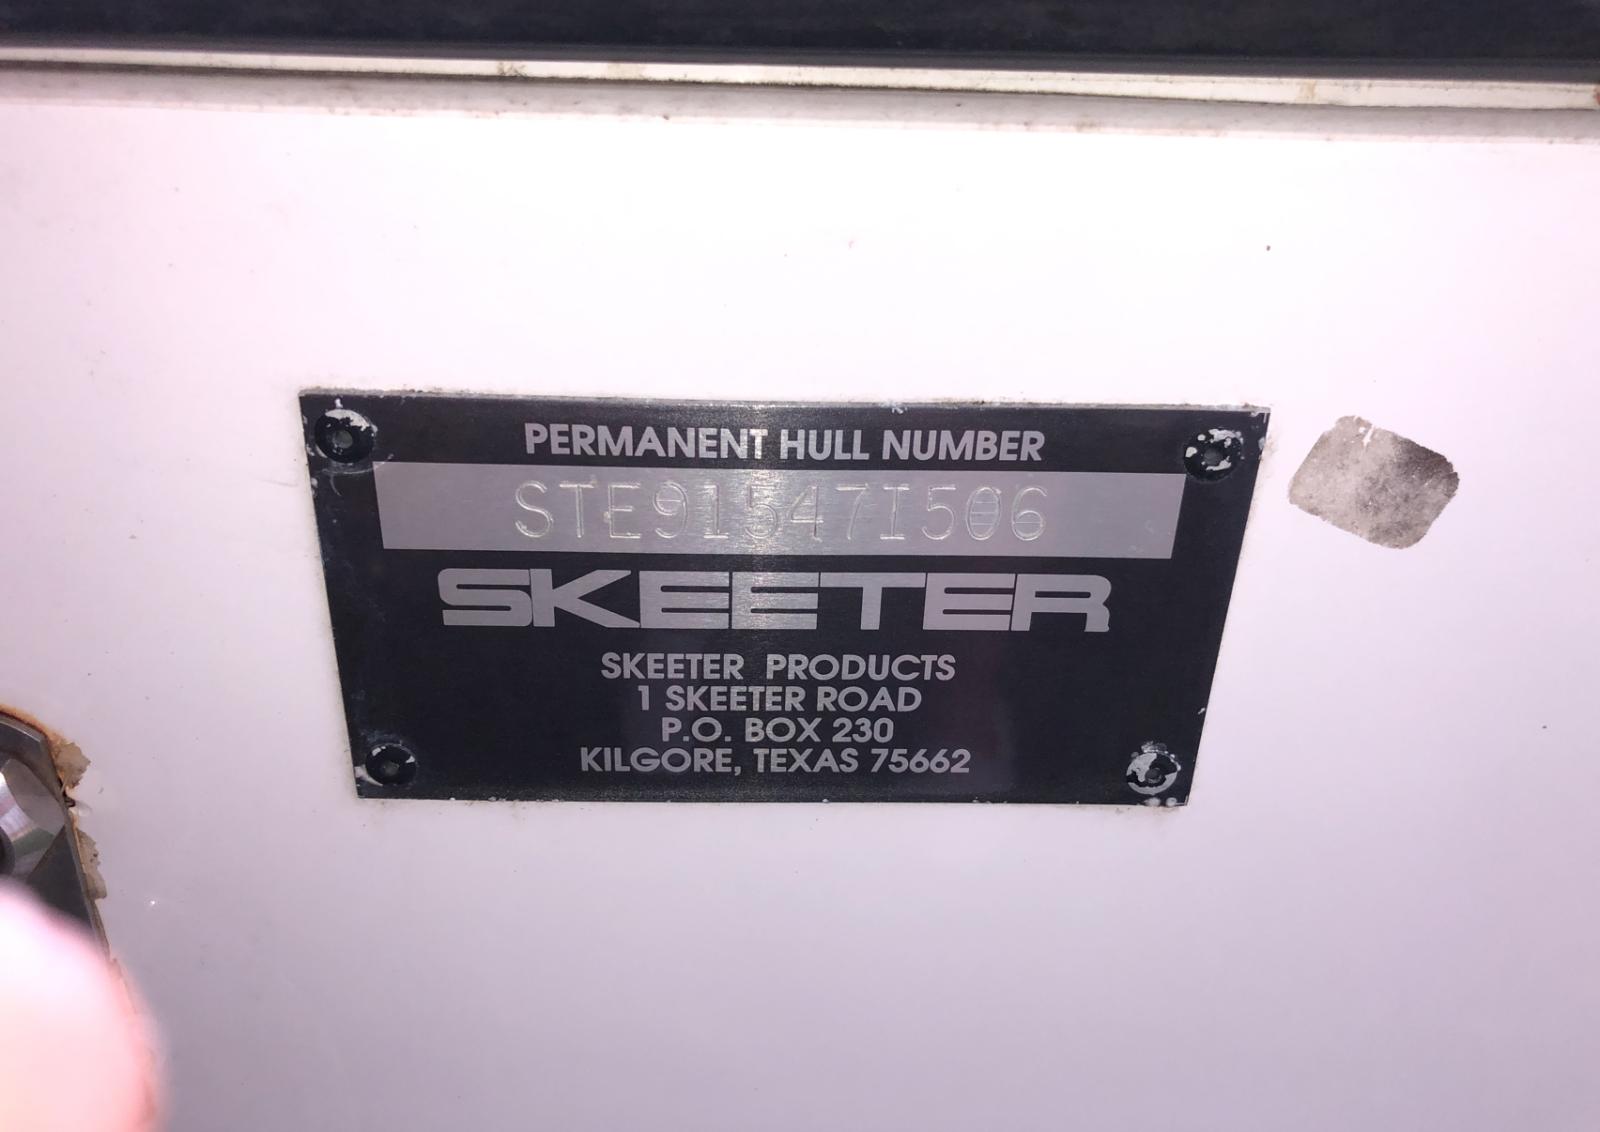 PERMANENT HULL NUMBER
STE91547I506
SKEETER
SKEETER PRODUCTS
1 SKEETER ROAD
P.O. BOX 230
KILGORE, TEXAS 75662